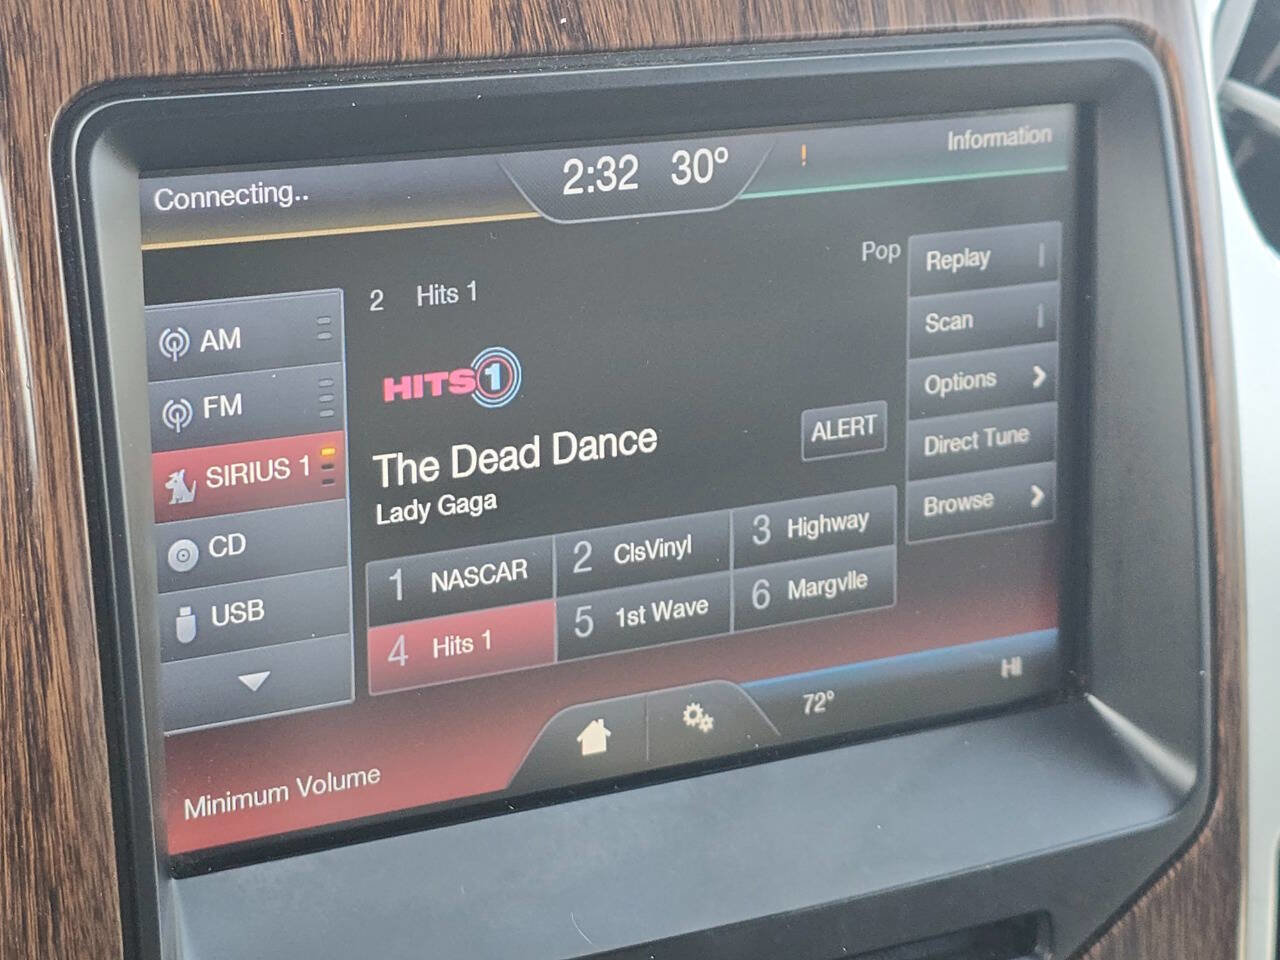 Connecting..
2:32 30°
!
Information
AM
FM
SIRIUS 1
CD
USB
2 Hits 1
Pop
HITS 1
The Dead Dance
Lady Gaga
ALERT
1 NASCAR
2 ClsVinyl
3 Highway
4 Hits 1
5 1st Wave
6 Margvlle
Replay
Scan
Options
Direct Tune
Browse
72°
HI
Minimum Volume